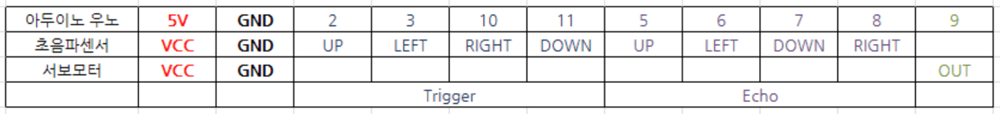 아두이노 우노 5V GND 2 3 10 11 5 6 7 8 9
초음파센서 VCC GND UP LEFT RIGHT DOWN UP LEFT DOWN RIGHT
서보모터 VCC GND OUT
Trigger Echo